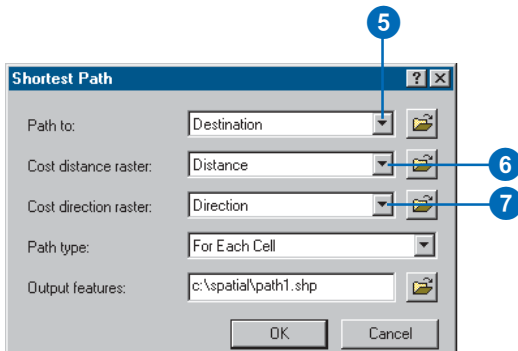 5
Shortest Path
Path to: Destination
Cost distance raster: Distance 6
Cost direction raster: Direction 7
Path type: For Each Cell
Output features: c:\spatial\path1.shp
OK Cancel